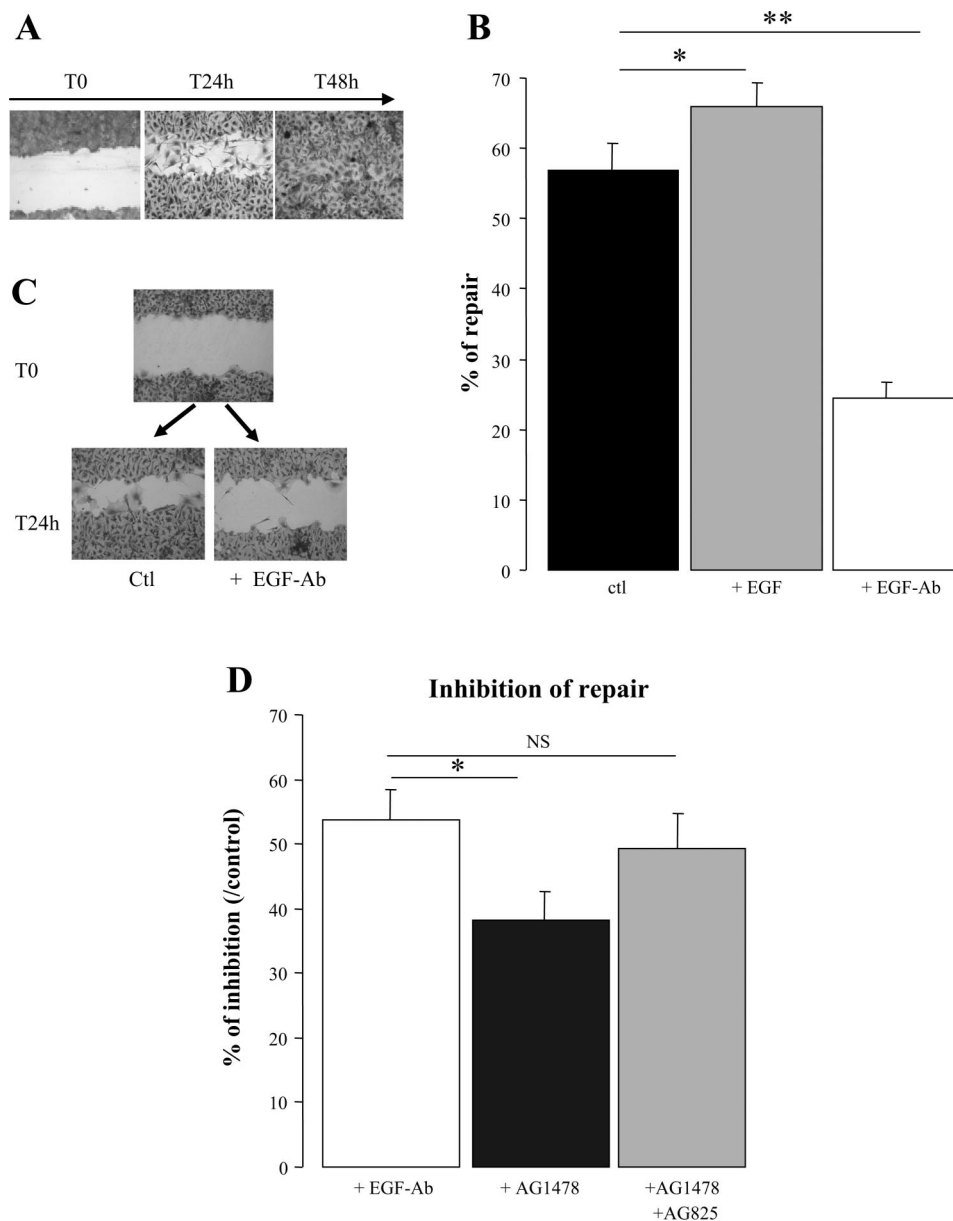 A
T0 T24h T48h
B
** 
*
70
60
50
40
30
20
10
0
% of repair
ctl + EGF + EGF-Ab
C
T0
T24h
Ctl + EGF-Ab
D
Inhibition of repair
NS
*
70
60
50
40
30
20
10
0
% of inhibition (/control)
+ EGF-Ab + AG1478 +AG1478
+AG825